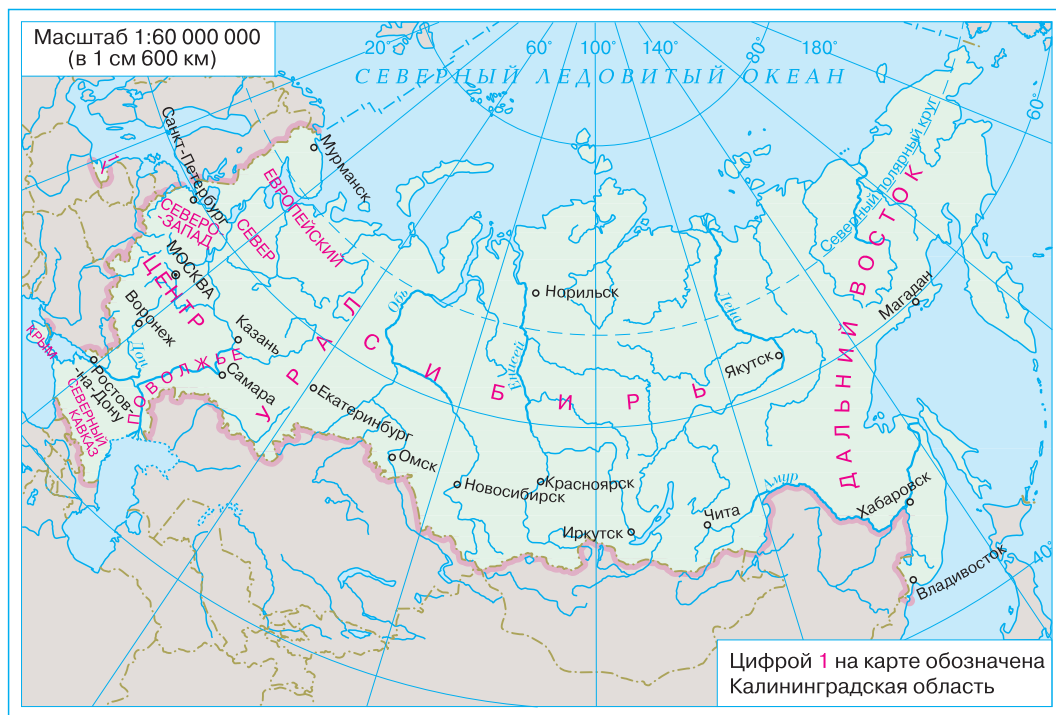 Масштаб 1:60 000 000
(в 1 см 600 км)
20°
60°
100°
140°
80°
180°
60°
СЕВЕРНЫЙ ЛЕДОВИТЫЙ ОКЕАН
Северный полярный круг
Санкт-Петербург
Мурманск
1
ЕВРОПЕЙСКИЙ
СЕВЕР
СЕВЕРО-
-ЗАПАД
МОСКВА
ЦЕНТР
Воронеж
Дон
Казань
КРЫМ
ПОВОЛЖЬЕ
Самара
Ростов-
-на-Дону
СЕВЕРНЫЙ
КАВКАЗ
УРАЛ
Екатеринбург
Обь
Норильск
Енисей
Лена
СИБИРЬ
Якутск
Магадан
ДАЛЬНИЙ ВОСТОК
Омск
Новосибирск
Красноярск
Иркутск
Чита
Амур
Хабаровск
Владивосток
40°
Цифрой 1 на карте обозначена
Калининградская область